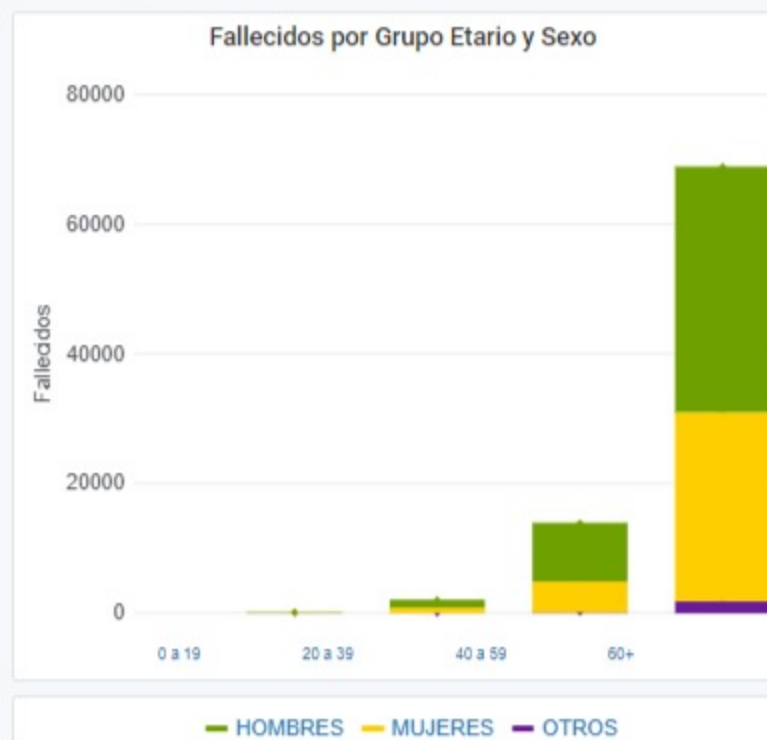 Fallecidos por Grupo Etario y Sexo
80000
60000
40000
20000
0
Fallecidos
0 a 19 20 a 39 40 a 59 60+
HOMBRES MUJERES OTROS